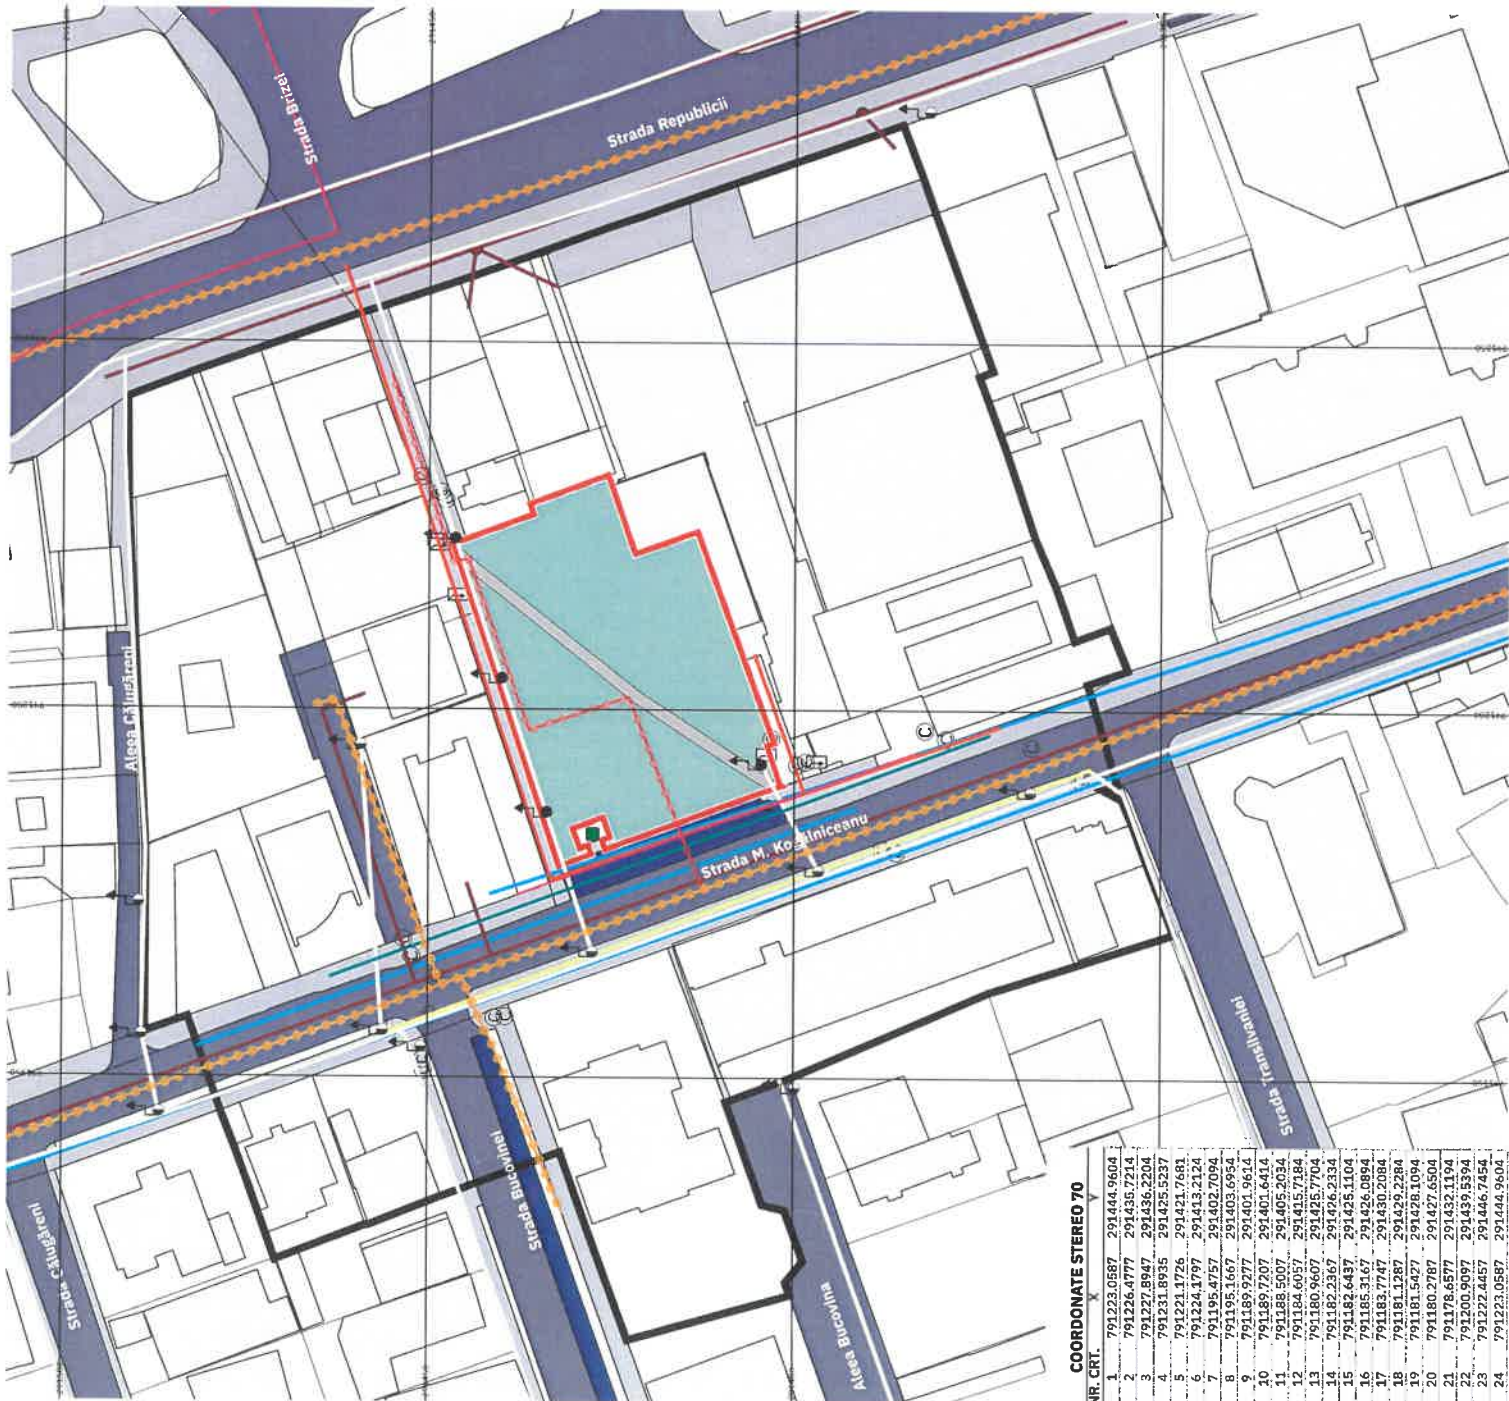 Strada Brizei
Strada Republicii
Aleea Călugăreni
Strada M. Kogălniceanu
Strada Transilvaniei
Strada Bucovinei
Strada Călugăreni
Aleea Bucovina
791250
C
COORDONATE STEREO 70
NR. CRT. X Y
1 791223.0587 291444.9604
2 791226.4777 291435.7214
3 791227.8947 291436.2204
4 791231.8935 291425.5237
5 791221.1726 291421.7681
6 791224.1797 291413.2124
7 791195.4757 291402.7094
8 791195.1667 291403.6954
9 791189.9277 291401.9614
10 791189.7207 291401.6414
11 791188.5007 291405.2034
12 791184.6057 291415.7184
13 791180.9607 291425.7704
14 791182.2367 291426.2334
15 791182.6437 291425.1104
16 791185.3167 291426.0894
17 791183.7747 291430.2084
18 791181.1287 291429.2284
19 791181.5427 291428.1094
20 791180.2787 291427.6504
21 791178.6577 291432.1194
22 791200.9097 291439.5394
23 791222.4457 291446.7454
24 791223.0587 291444.9604